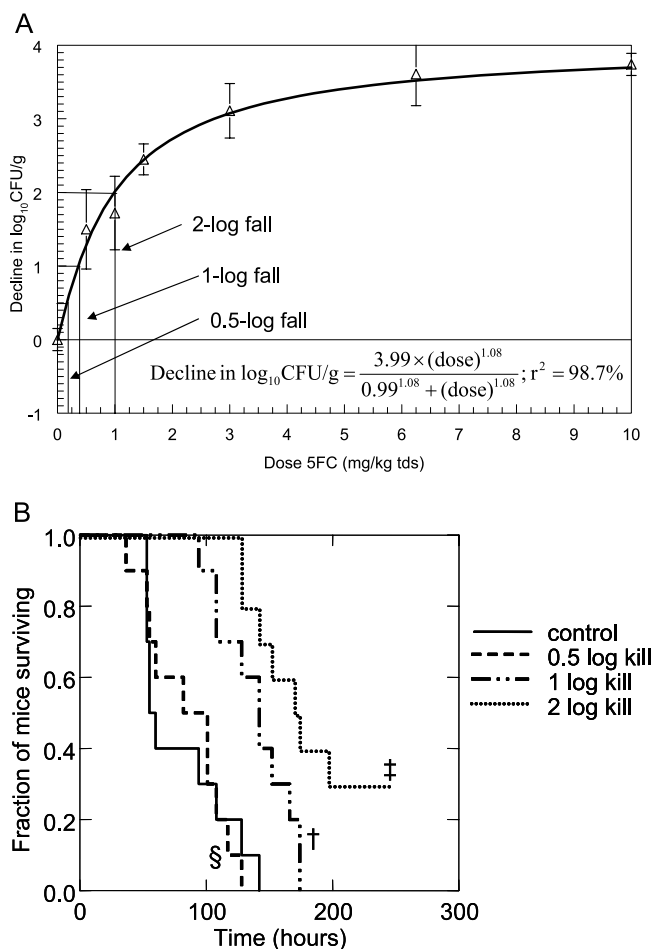 A
4
3
2
1
0
-1
Decline in log₁₀CFU/g
2-log fall
1-log fall
0.5-log fall
Decline in log₁₀CFU/g = 3.99 × (dose)^1.08 / 0.99^1.08 + (dose)^1.08 ; r² = 98.7%
0 1 2 3 4 5 6 7 8 9 10
Dose 5FC (mg/kg tds)
B
1.0
0.8
0.6
0.4
0.2
0.0
Fraction of mice surviving
§
†
‡
0 100 200 300
Time (hours)
control
0.5 log kill
1 log kill
2 log kill